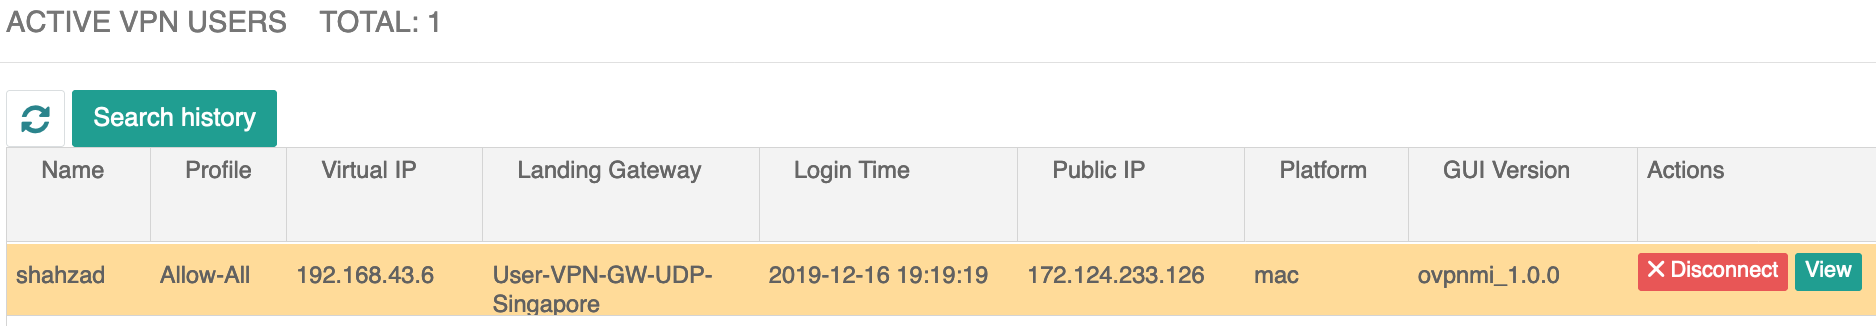 ACTIVE VPN USERS TOTAL: 1
Search history
Name Profile Virtual IP Landing Gateway Login Time Public IP Platform GUI Version Actions
shahzad Allow-All 192.168.43.6 User-VPN-GW-UDP- 2019-12-16 19:19:19 172.124.233.126 mac ovpnmi_1.0.0 Disconnect View
Singapore